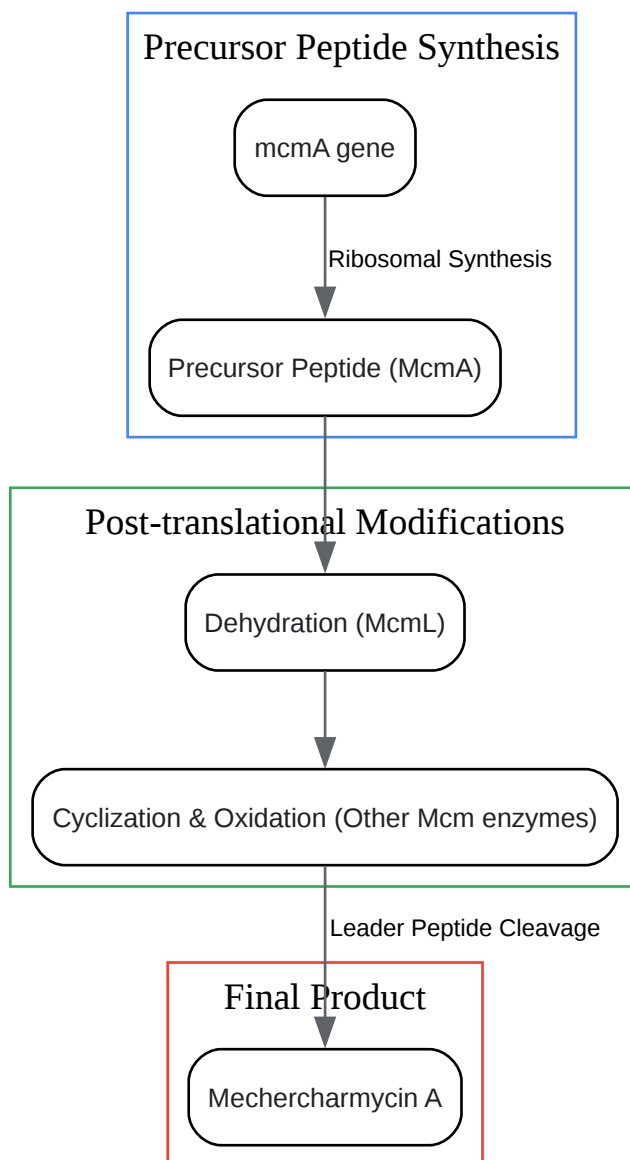 Precursor Peptide Synthesis
mcmA gene
Ribosomal Synthesis
Precursor Peptide (McmA)
Post-translational Modifications
Dehydration (McmL)
Cyclization & Oxidation (Other Mcm enzymes)
Leader Peptide Cleavage
Final Product
Mechercharmycin A